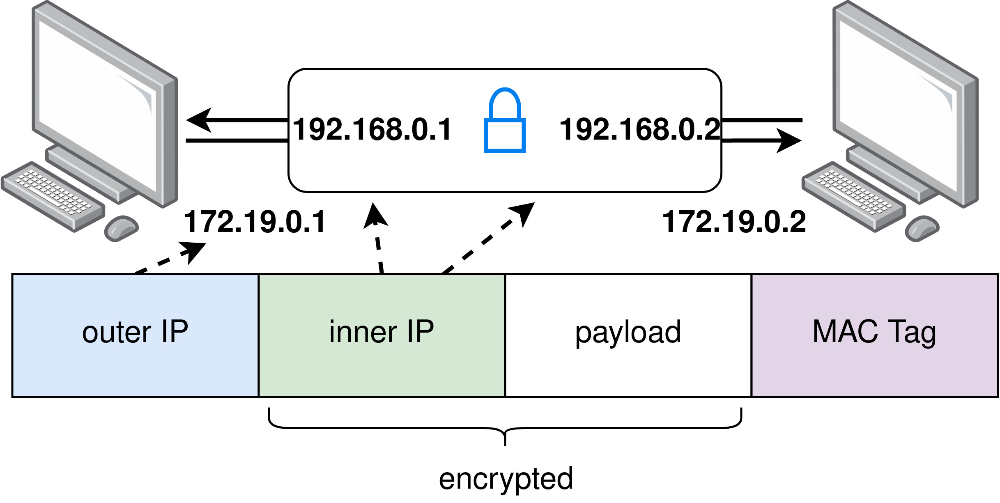 192.168.0.1
192.168.0.2
172.19.0.1
172.19.0.2
outer IP
inner IP
payload
MAC Tag
encrypted